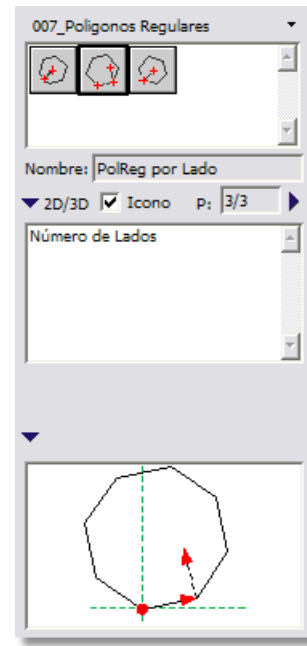 007_Poligonos Regulares
Nombre: PolReg por Lado
2D/3D Icono P: 3/3
Número de Lados